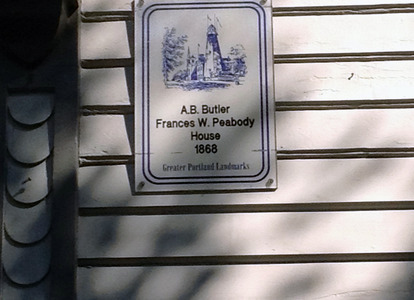 A.B. Butler
Frances W. Peabody
House
1868
Greater Portland Landmarks